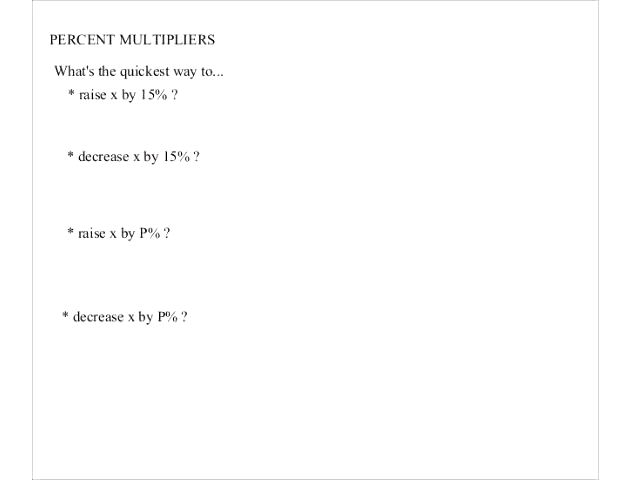 PERCENT MULTIPLIERS
What's the quickest way to...
* raise x by 15% ?
* decrease x by 15% ?
* raise x by P% ?
* decrease x by P% ?